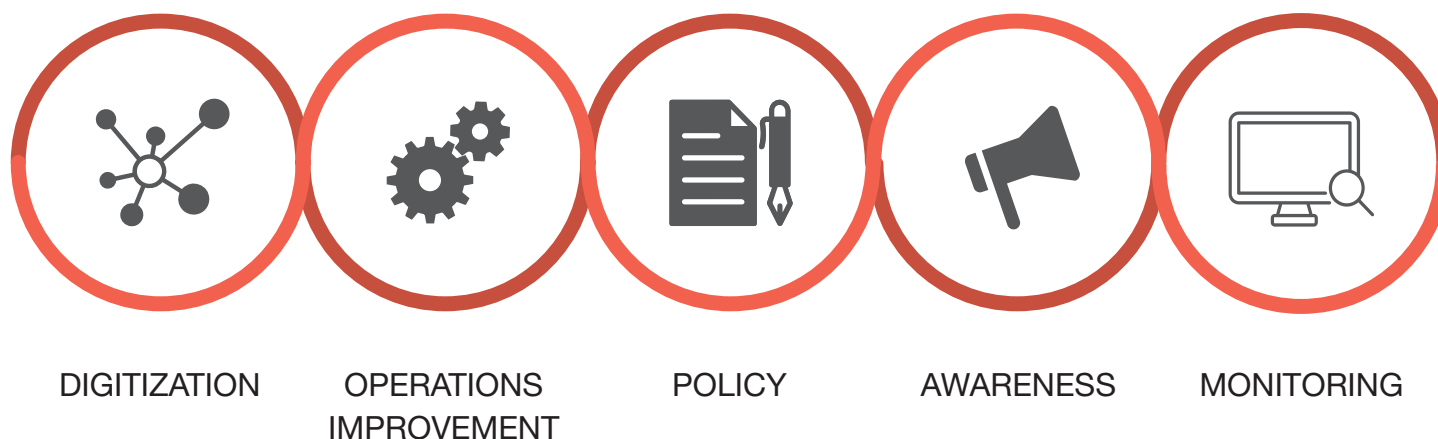 DIGITIZATION
OPERATIONS
IMPROVEMENT
POLICY
AWARENESS
MONITORING